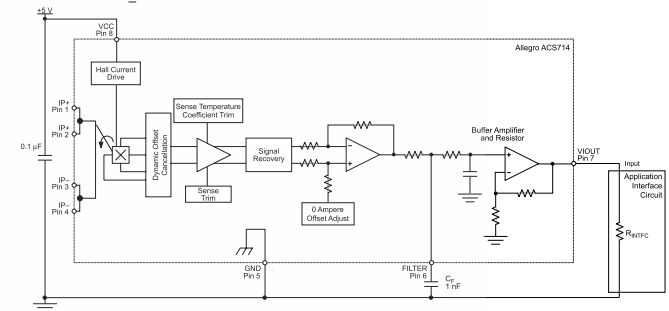 +5 V
VCC
Pin 8
Allegro ACS714
Hall Current
Drive
IP+
Pin 1
IP+
Pin 2
IP–
Pin 3
IP–
Pin 4
0.1 µF
Dynamic Offset
Cancellation
Sense Temperature
Coefficient Trim
Sense
Trim
Signal
Recovery
0 Ampere
Offset Adjust
Buffer Amplifier
and Resistor
VIOUT
Pin 7
Input
Application
Interface
Circuit
RINTFC
GND
Pin 5
FILTER
Pin 6
CF
1 nF